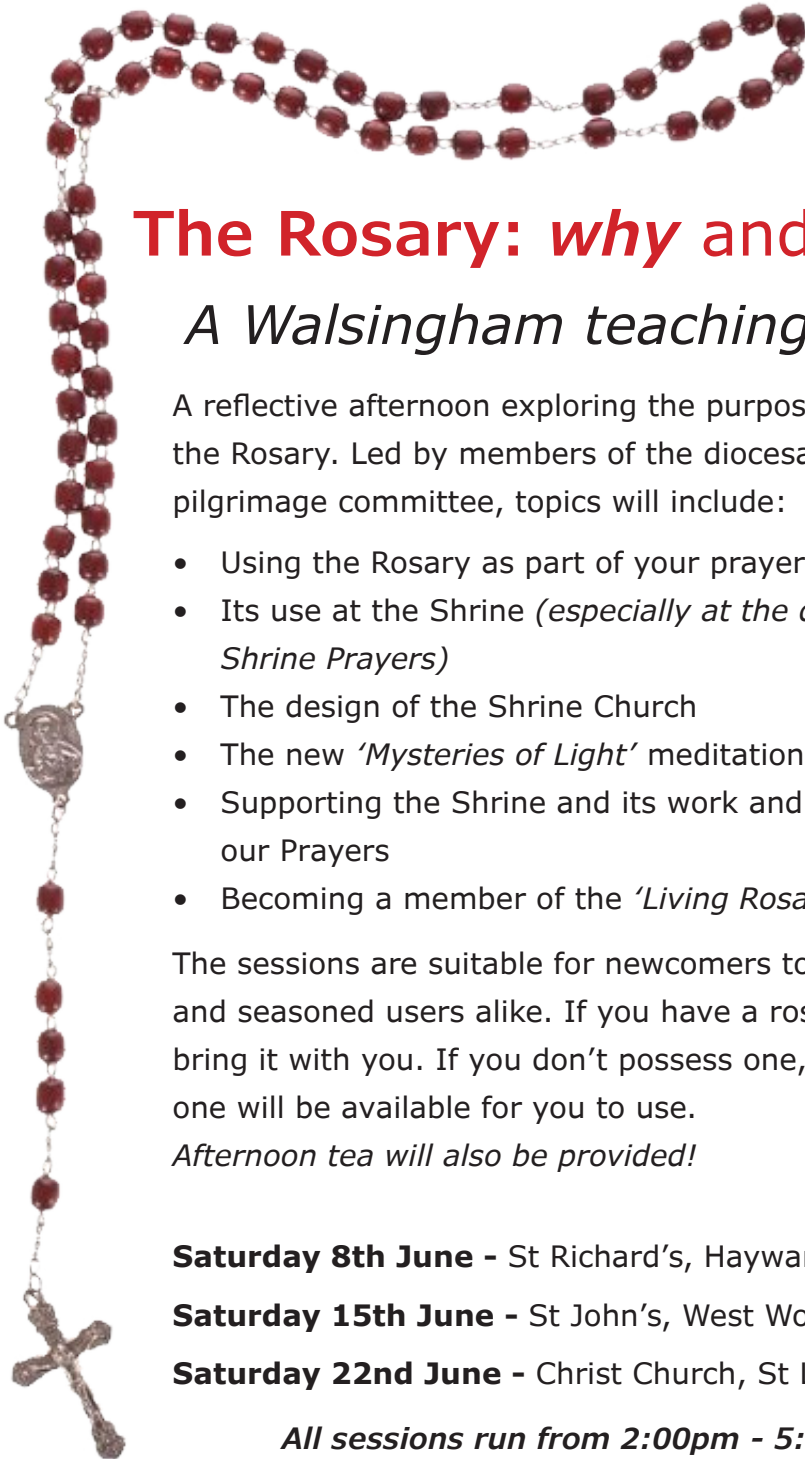 The Rosary: why and
A Walsingham teaching
A reflective afternoon exploring the purpos
the Rosary. Led by members of the diocesa
pilgrimage committee, topics will include:
• Using the Rosary as part of your prayer
• Its use at the Shrine (especially at the
Shrine Prayers)
• The design of the Shrine Church
• The new ‘Mysteries of Light’ meditation
• Supporting the Shrine and its work and
our Prayers
• Becoming a member of the ‘Living Rosa
The sessions are suitable for newcomers to
and seasoned users alike. If you have a ros
bring it with you. If you don’t possess one,
one will be available for you to use.
Afternoon tea will also be provided!
Saturday 8th June - St Richard’s, Haywar
Saturday 15th June - St John’s, West Wo
Saturday 22nd June - Christ Church, St
All sessions run from 2:00pm - 5: